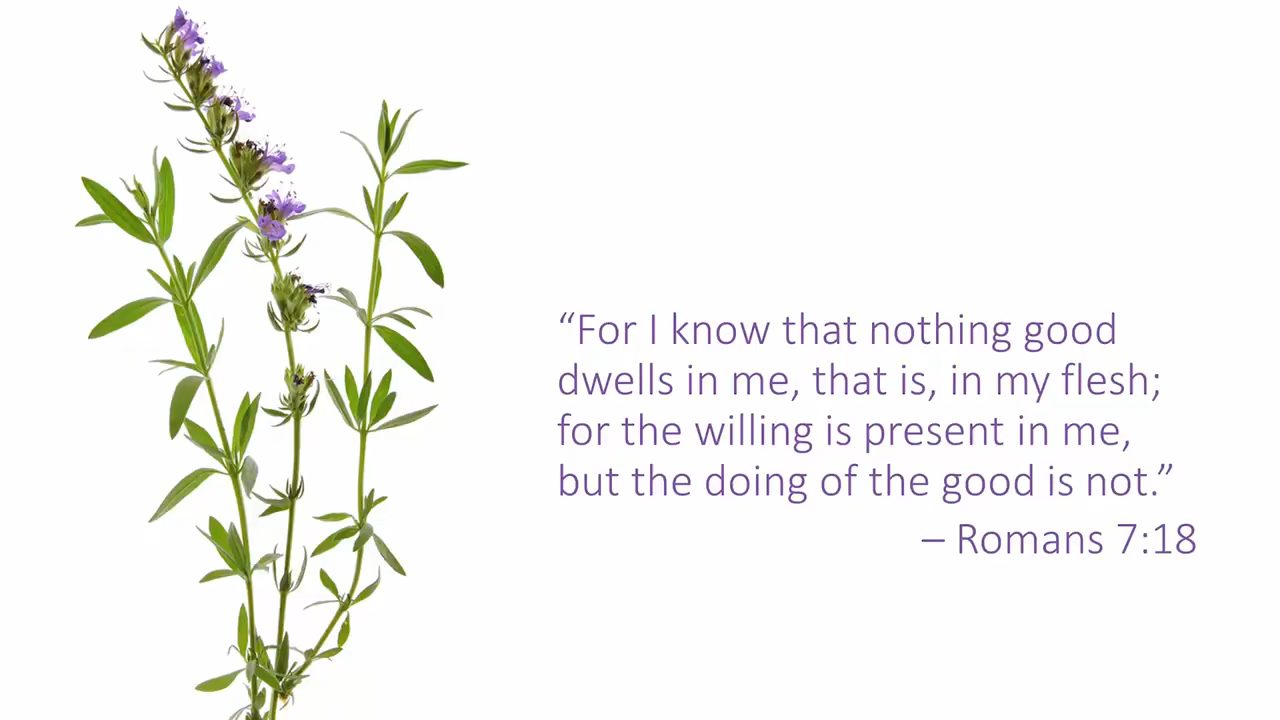 “For I know that nothing good
dwells in me, that is, in my flesh;
for the willing is present in me,
but the doing of the good is not.”
– Romans 7:18